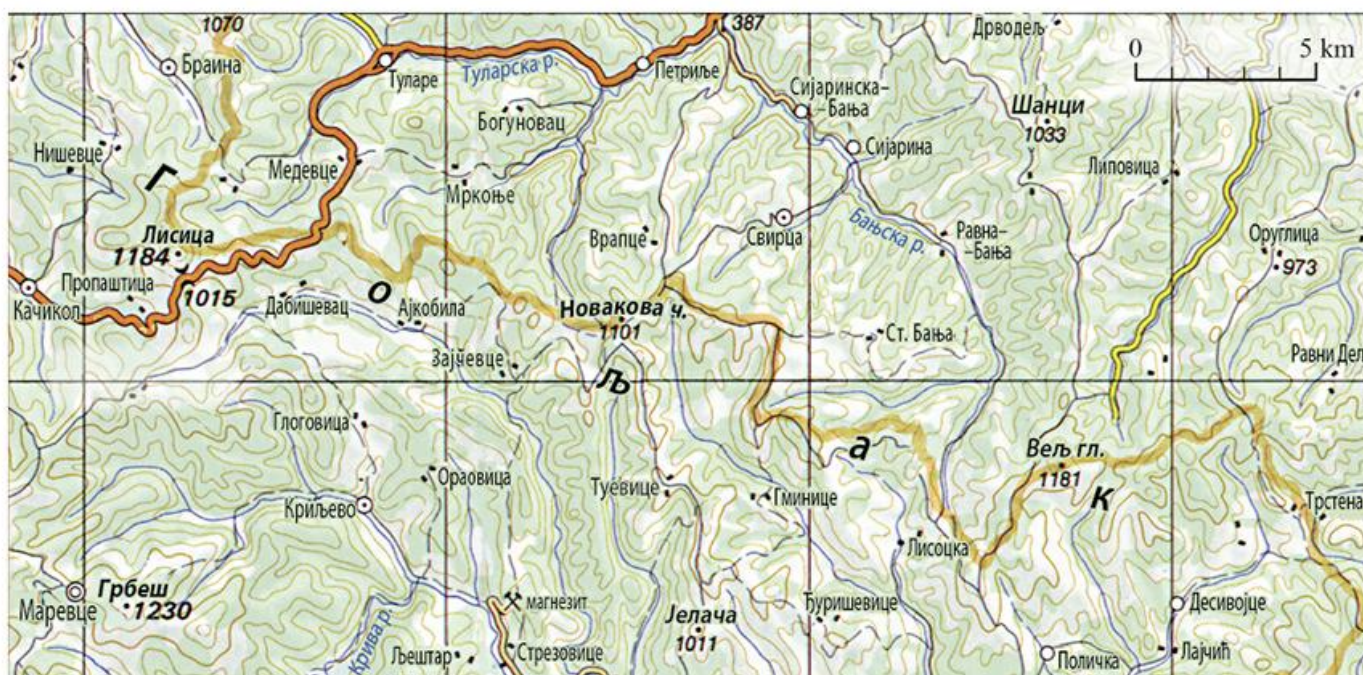 1070
387
Дрводељ
0
5 km
Браина
Туларе
Туларска р.
Петриље
Сијаринска-
-Бања
Шанци
1033
Богуновац
Нишевце
Медевце
Сијарина
Липовица
Г
Мркоње
Лисица
1184
Врапце
Свирца
Бањска р.
Равна-
-Бања
Оруглица
973
Пропаштица
1015
Качикол
Дабишевац
о
Ајкобила
Новакова ч.
1101
Ст. Бања
Зајчевце
љ
Равни Дел
Глоговица
а
Вељ гл.
1181
Ораовица
Туевице
Гминице
к
Трстена
Криљево
Лисоцка
Маревце
Грбеш
1230
магнезит
Јелача
1011
Ђуришевице
Десивојце
Крива р.
Љештар
Стрезовице
Поличка
Лајчић